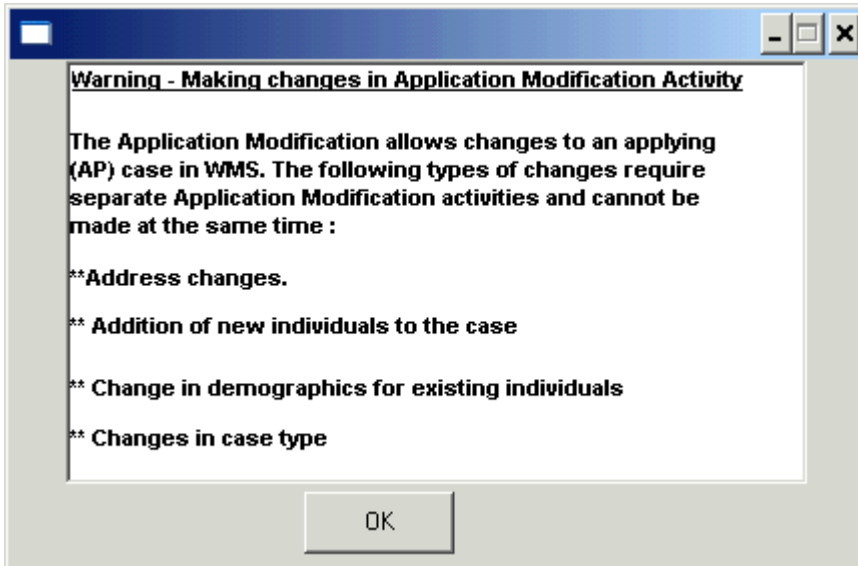 Warning - Making changes in Application Modification Activity
The Application Modification allows changes to an applying
(AP) case in WMS. The following types of changes require
separate Application Modification activities and cannot be
made at the same time :
**Address changes.
** Addition of new individuals to the case
** Change in demographics for existing individuals
** Changes in case type
OK